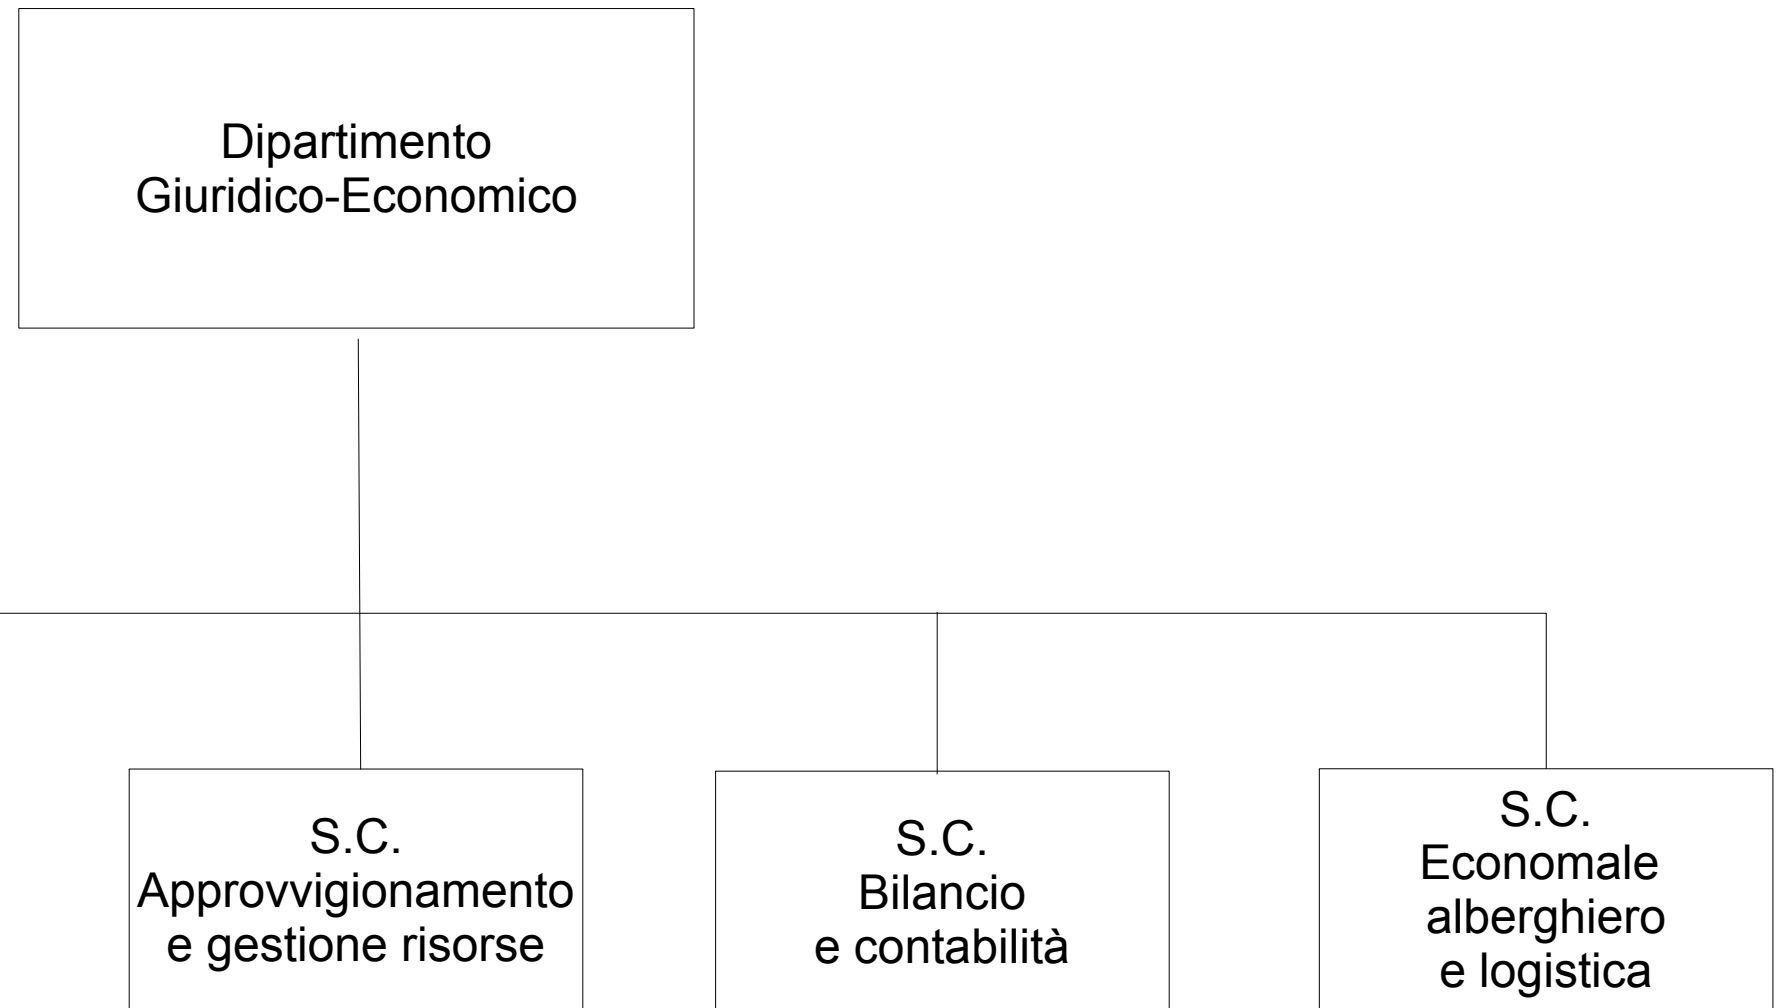 Dipartimento
Giuridico-Economico
S.C.
Approvvigionamento
e gestione risorse
S.C.
Bilancio
e contabilità
S.C.
Economale
alberghiero
e logistica